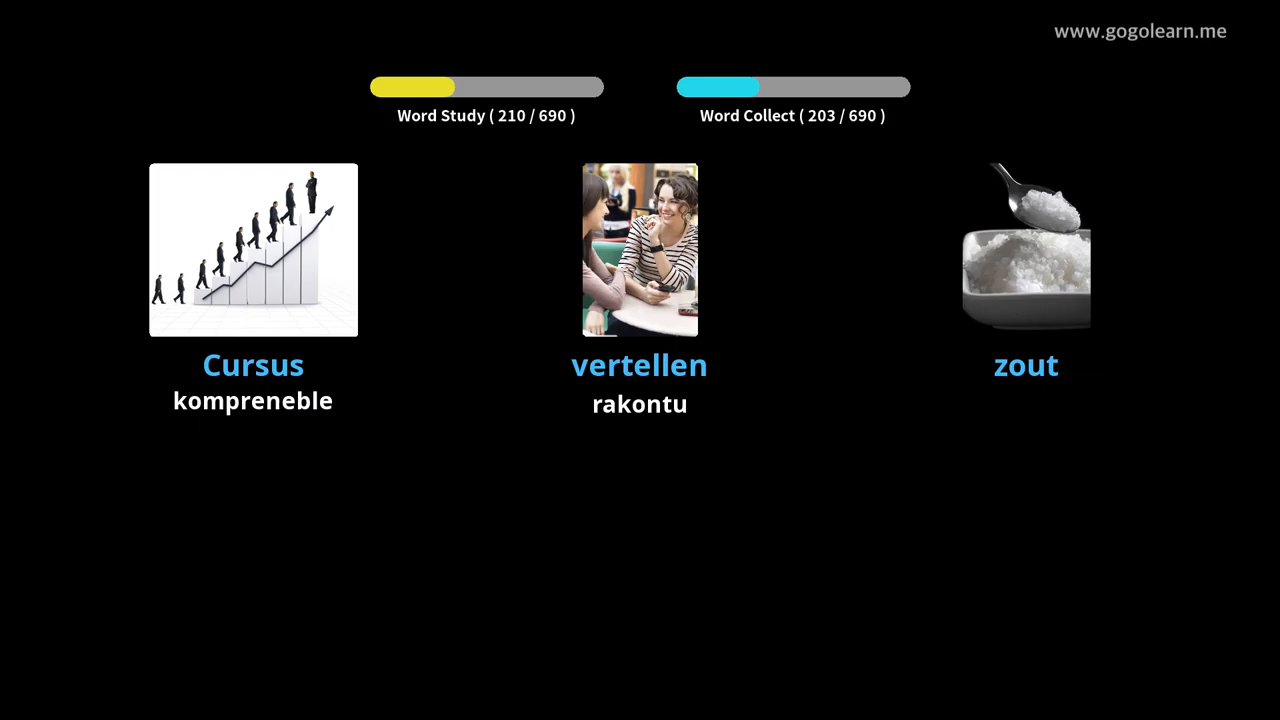 www.gogolearn.me
Word Study ( 210 / 690 )
Word Collect ( 203 / 690 )
Cursus
kompreneble
vertellen
rakontu
zout